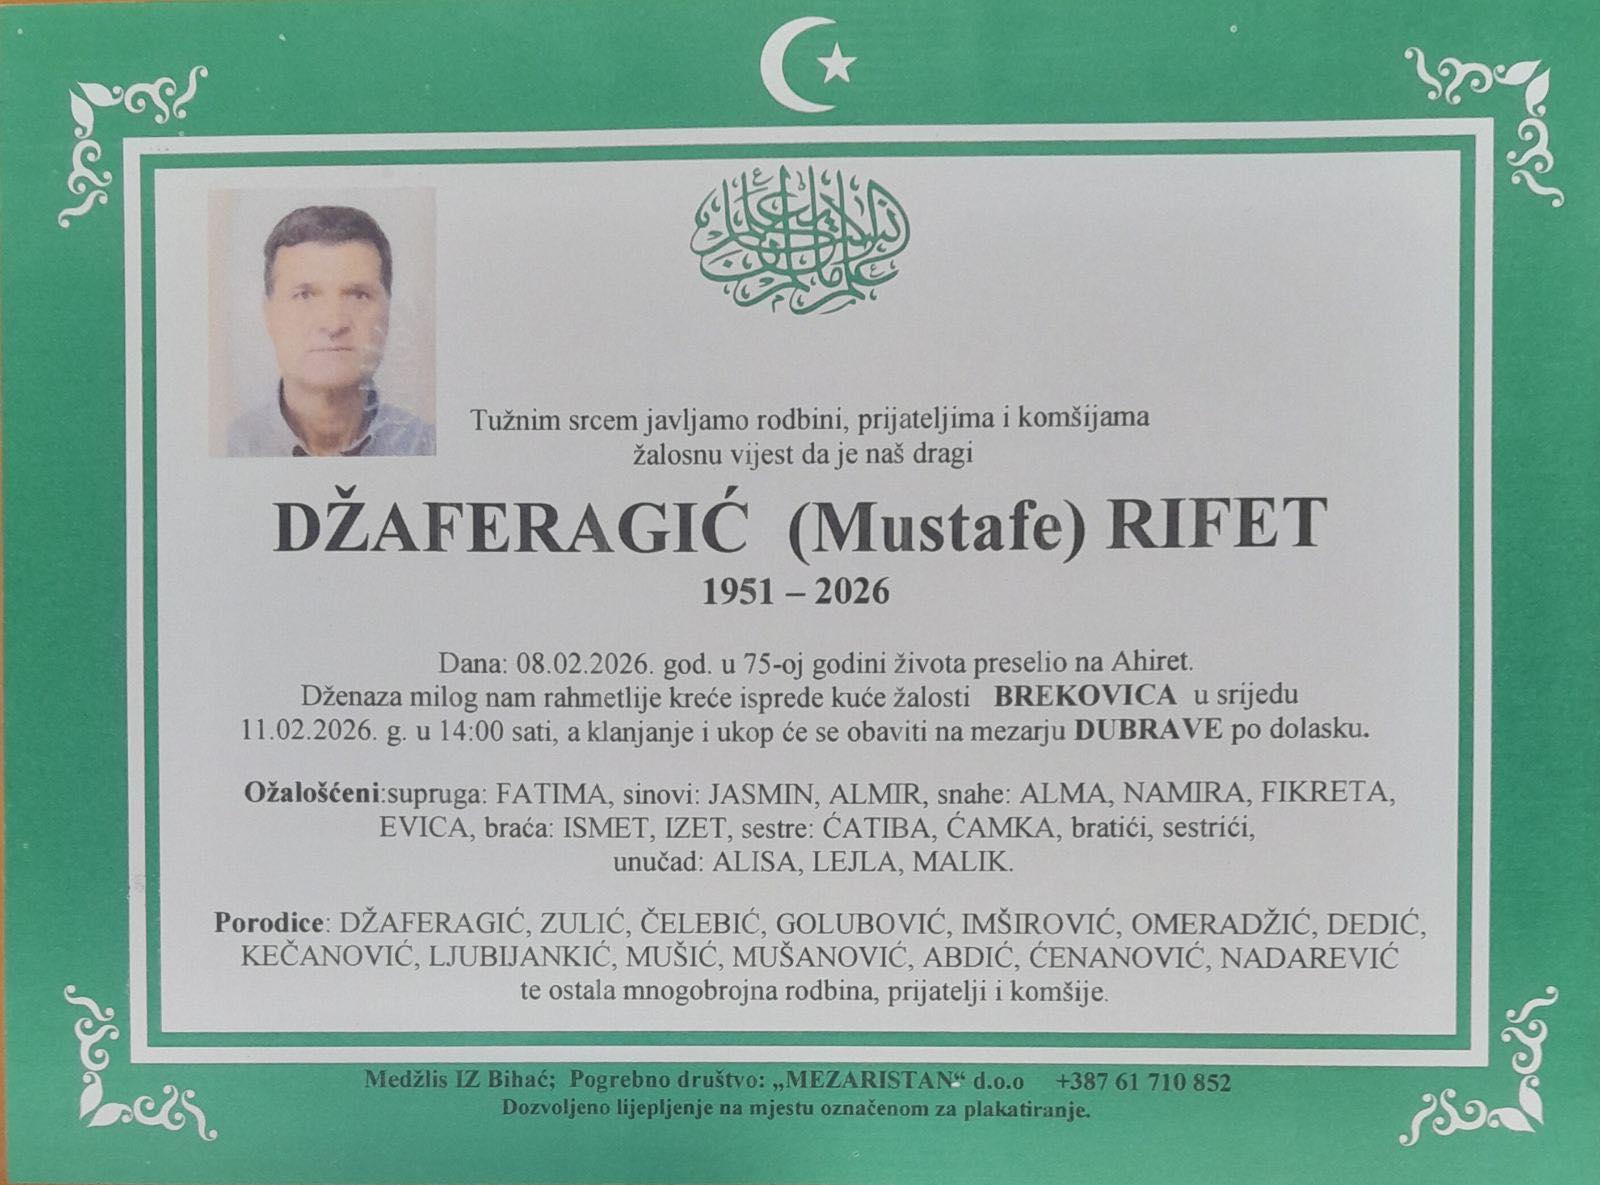 Tužnim srcem javljamo rodbini, prijateljima i komšijama
žalosnu vijest da je naš dragi
DŽAFERAGIĆ (Mustafe) RIFET
1951 – 2026
Dana: 08.02.2026. god. u 75-oj godini života preselio na Ahiret.
Dženaza milog nam rahmetlije kreće isprede kuće žalosti BREKOVICA u srijedu
11.02.2026. g. u 14:00 sati, a klanjanje i ukop će se obaviti na mezarju DUBRAVE po dolasku.
Ožalošćeni:supruga: FATIMA, sinovi: JASMIN, ALMIR, snahe: ALMA, NAMIRA, FIKRETA,
EVICA, braća: ISMET, IZET, sestre: ĆATIBA, ĆAMKA, bratići, sestrići,
unučad: ALISA, LEJLA, MALIK.
Porodice: DŽAFERAGIĆ, ZULIĆ, ČELEBIĆ, GOLUBOVIĆ, IMŠIROVIĆ, OMERADŽIĆ, DEDIĆ,
KEČANOVIĆ, LJUBIJANKIĆ, MUŠIĆ, MUŠANOVIĆ, ABDIĆ, ĆENANOVIĆ, NADAREVIĆ
te ostala mnogobrojna rodbina, prijatelji i komšije.
Medžlis IZ Bihać; Pogrebno društvo: „MEZARISTAN“ d.o.o +387 61 710 852
Dozvoljeno lijepljenje na mjestu označenom za plakatiranje.